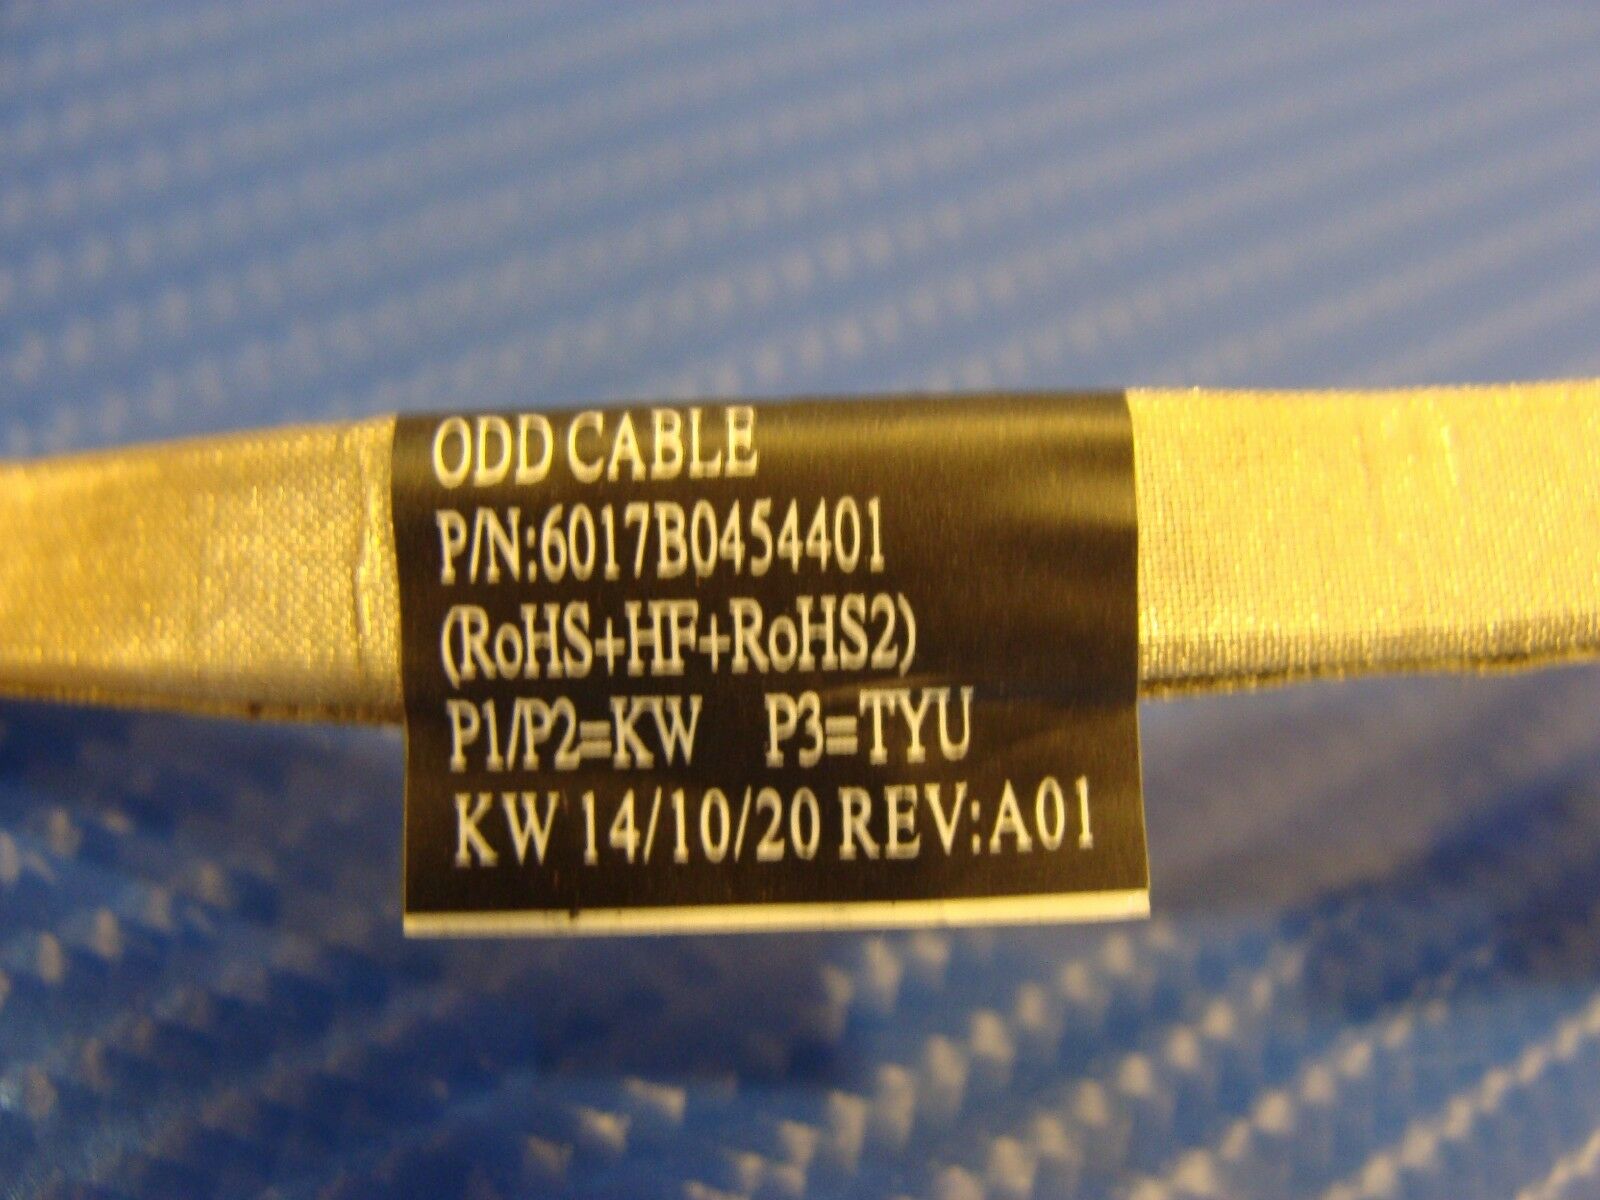 ODD CABLE
P/N:6017B0454401
(RoHS+HF+RoHS2)
P1/P2=KW P3=TYU
KW 14/10/20 REV:A01